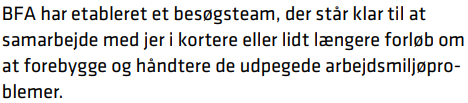 BFA har etableret et besøgsteam, der står klar til at
samarbejde med jer i kortere eller lidt længere forløb om
at forebygge og håndtere de udpegede arbejdsmiljøpro-
blemer.